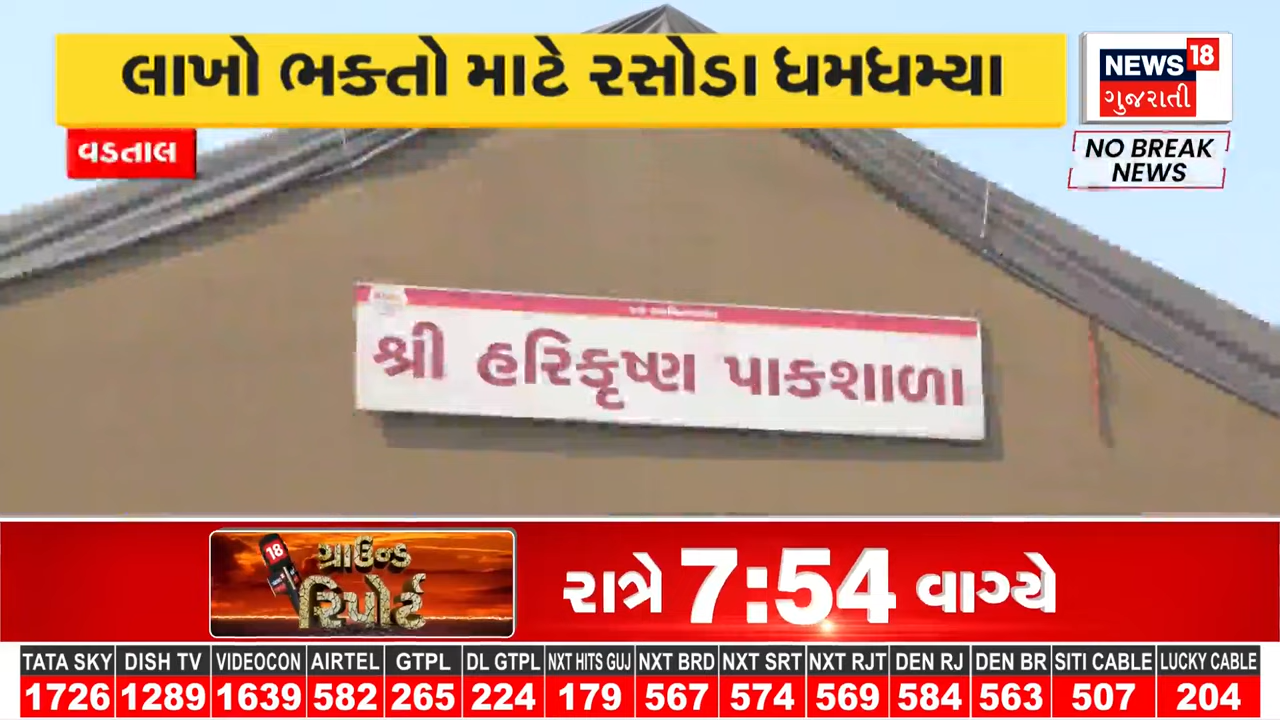 લાખો ભક્તો માટે રસોડા ધમધમ્યા
NEWS 18
ગુજરાતી
વડતાલ
NO BREAK
NEWS
શ્રી હરિકૃષ્ણ પાકશાળા
18
ગ્રાઉન્ડ
રિપોર્ટ
રાત્રે 7:54 વાગ્યે
TATA SKY DISH TV VIDEOCON AIRTEL GTPL DL GTPL NXT HITS GUJ NXT BRD NXT SRT NXT RJT DEN RJ DEN BR SITI CABLE LUCKY CABLE
1726 1289 1639 582 265 224 179 567 574 569 584 563 507 204